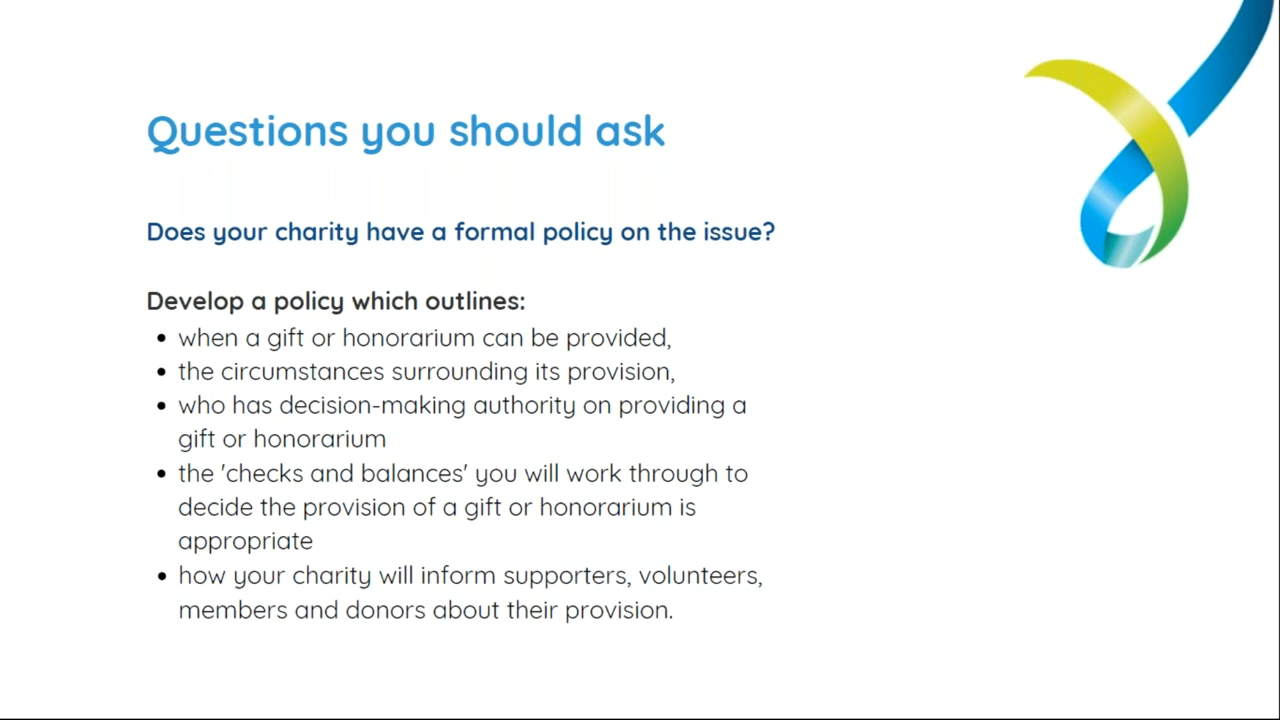 Questions you should ask
Does your charity have a formal policy on the issue?
Develop a policy which outlines:
• when a gift or honorarium can be provided,
• the circumstances surrounding its provision,
• who has decision-making authority on providing a
gift or honorarium
• the 'checks and balances' you will work through to
decide the provision of a gift or honorarium is
appropriate
• how your charity will inform supporters, volunteers,
members and donors about their provision.